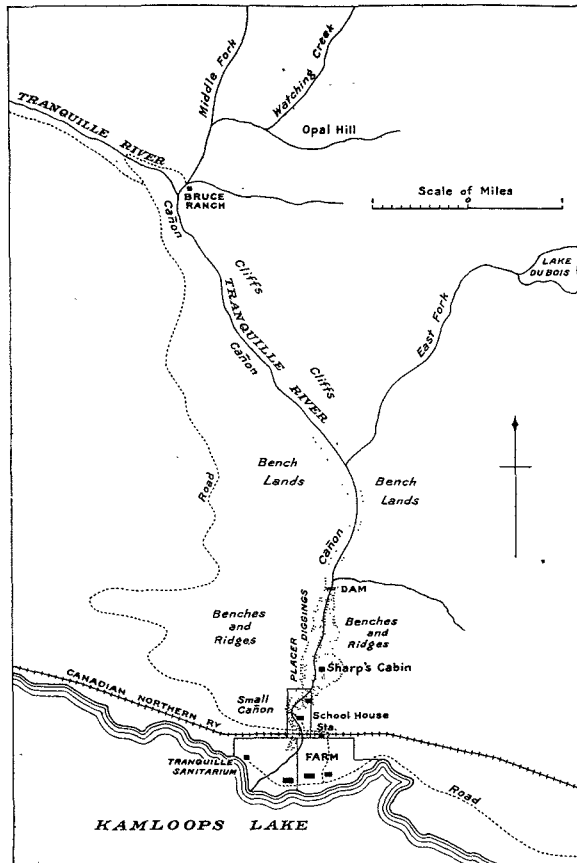 Middle Fork
Watching Creek
TRANQUILLE RIVER
Opal Hill
BRUCE
RANCH
Scale of Miles
0
Cañon
Cliffs
LAKE
DU BOIS
TRANQUILLE RIVER
Cañon
Cliffs
East Fork
Road
Bench
Lands
Bench
Lands
Cañon
DAM
PLACER DIGGINGS
Benches
and
Ridges
Benches
and
Ridges
Sharp's Cabin
CANADIAN NORTHERN RY
Small
Cañon
School House
Sta.
TRANQUILLE
SANITARIUM
FARM
Road
KAMLOOPS LAKE